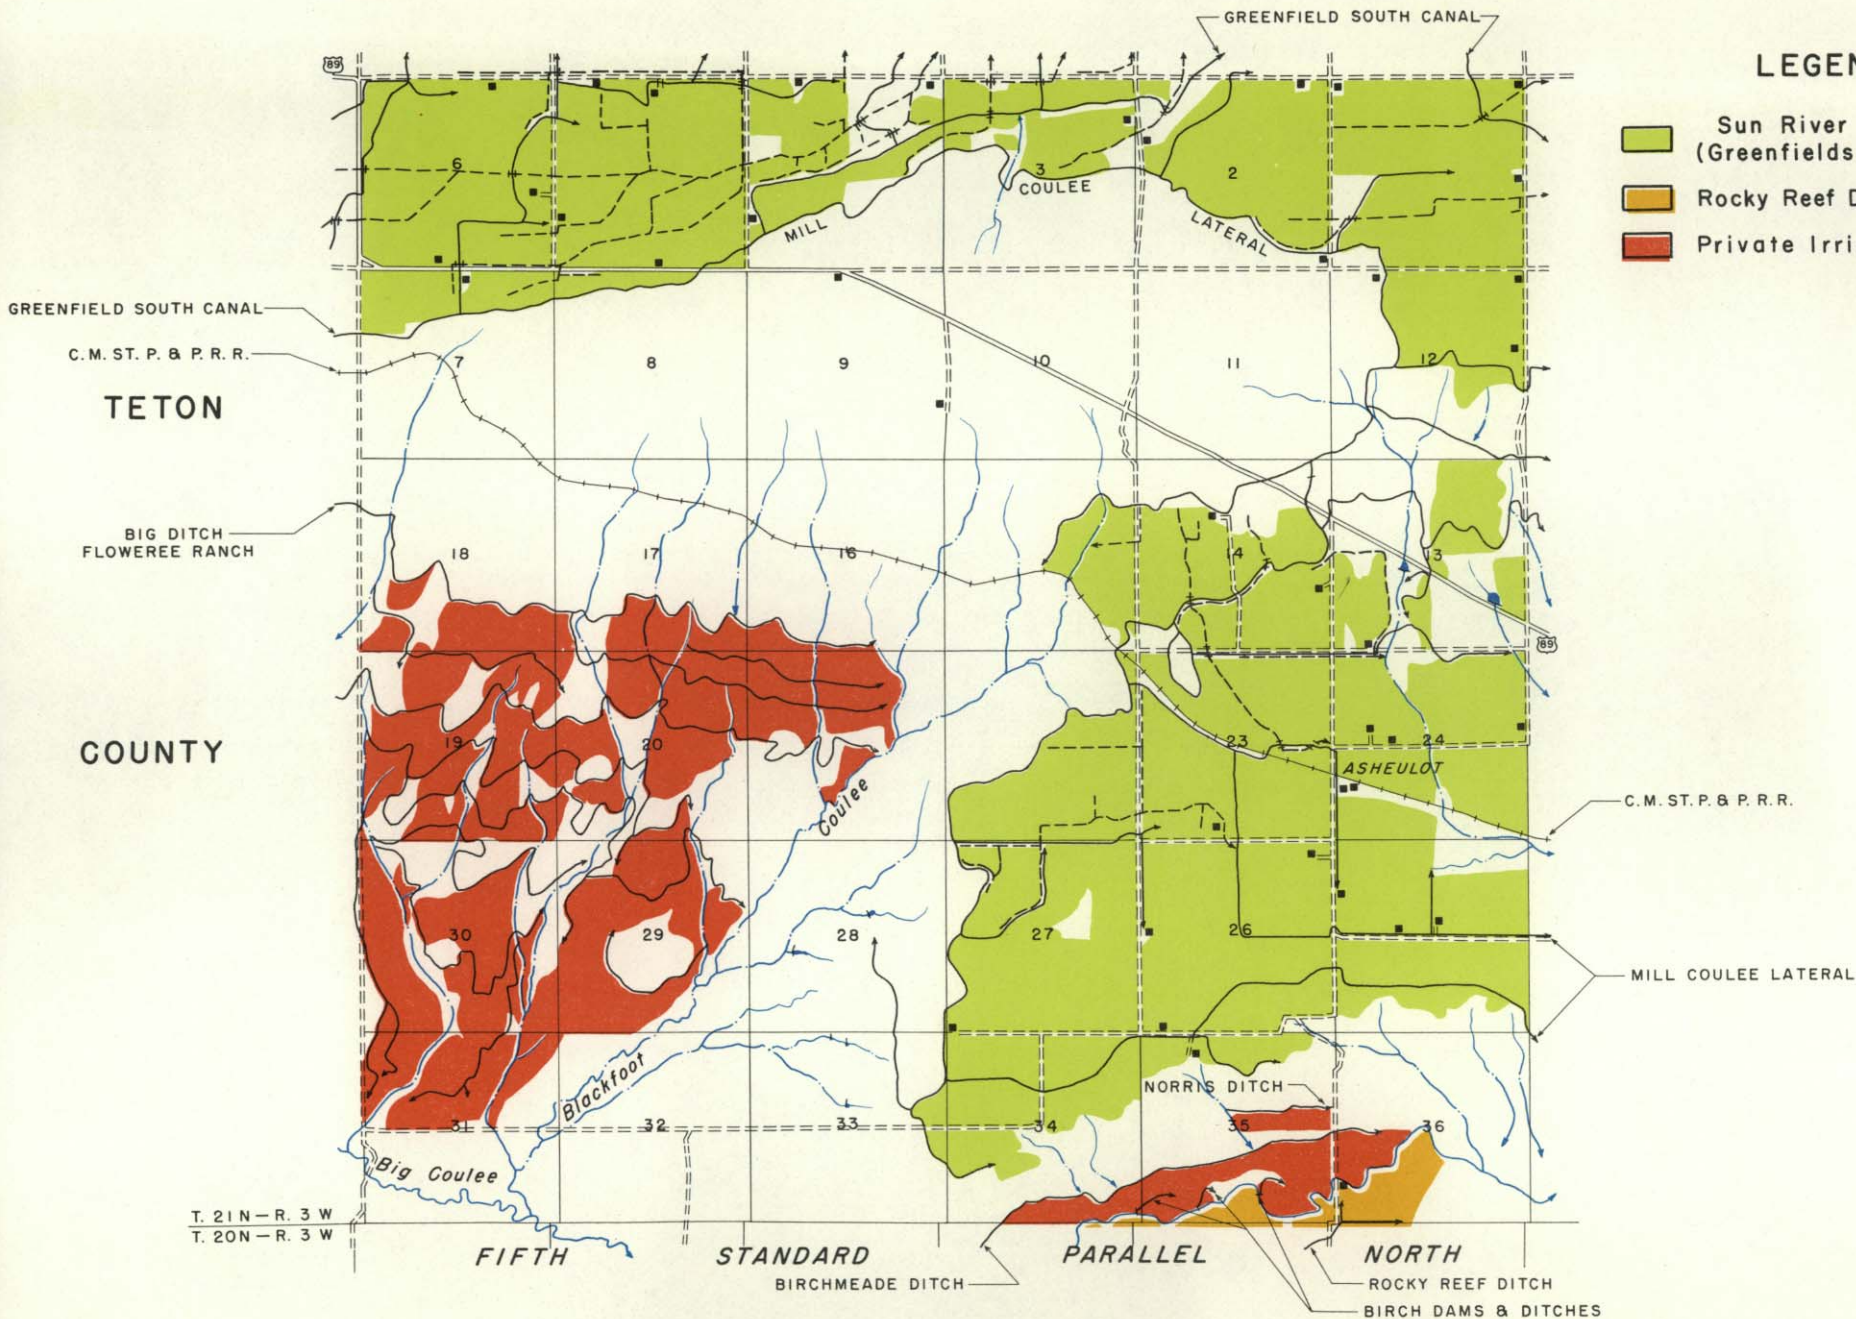 GREENFIELD SOUTH CANAL
LEGEN
Sun River
(Greenfields
Rocky Reef D
Private Irri
89
6
3
2
COULEE
MILL
LATERAL
GREENFIELD SOUTH CANAL
C.M. ST. P. & P. R. R.
7
8
9
10
11
12
TETON
BIG DITCH
FLOWEREE RANCH
18
17
16
14
13
89
COUNTY
19
20
23
24
ASHEULOT
C.M. ST. P. & P. R. R.
Coulee
30
29
28
27
26
MILL COULEE LATERAL
Blackfoot
NORRIS DITCH
31
32
33
34
35
36
Big Coulee
T. 21 N — R. 3 W
T. 20 N — R. 3 W
FIFTH STANDARD PARALLEL NORTH
BIRCHMEADE DITCH
ROCKY REEF DITCH
BIRCH DAMS & DITCHES